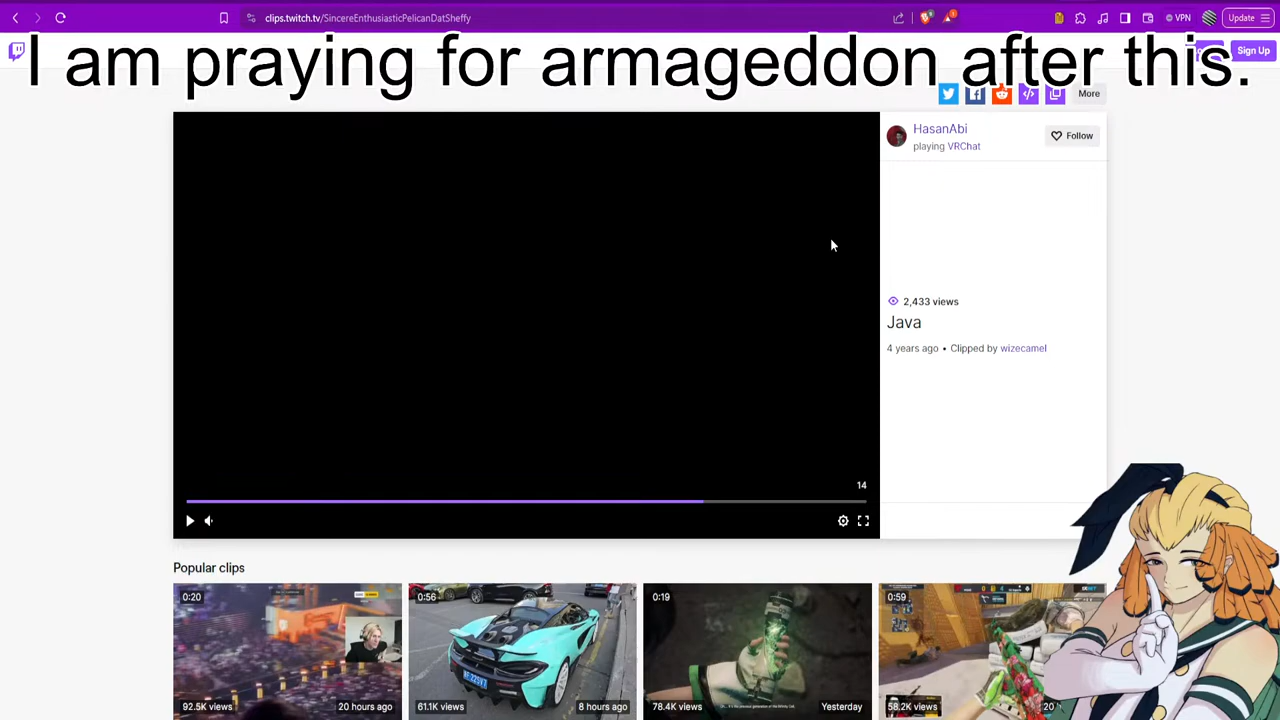 clips.twitch.tv/SincereEnthusiasticPelicanDatSheffy
VPN
Update
I am praying for armageddon after this.
Sign Up
More
HasanAbi
playing VRChat
Follow
2,433 views
Java
4 years ago • Clipped by wizecamel
14
Popular clips
0:20
92.5K views
20 hours ago
0:56
61.1K views
8 hours ago
0:19
78.4K views
Yesterday
0:59
58.2K views
20